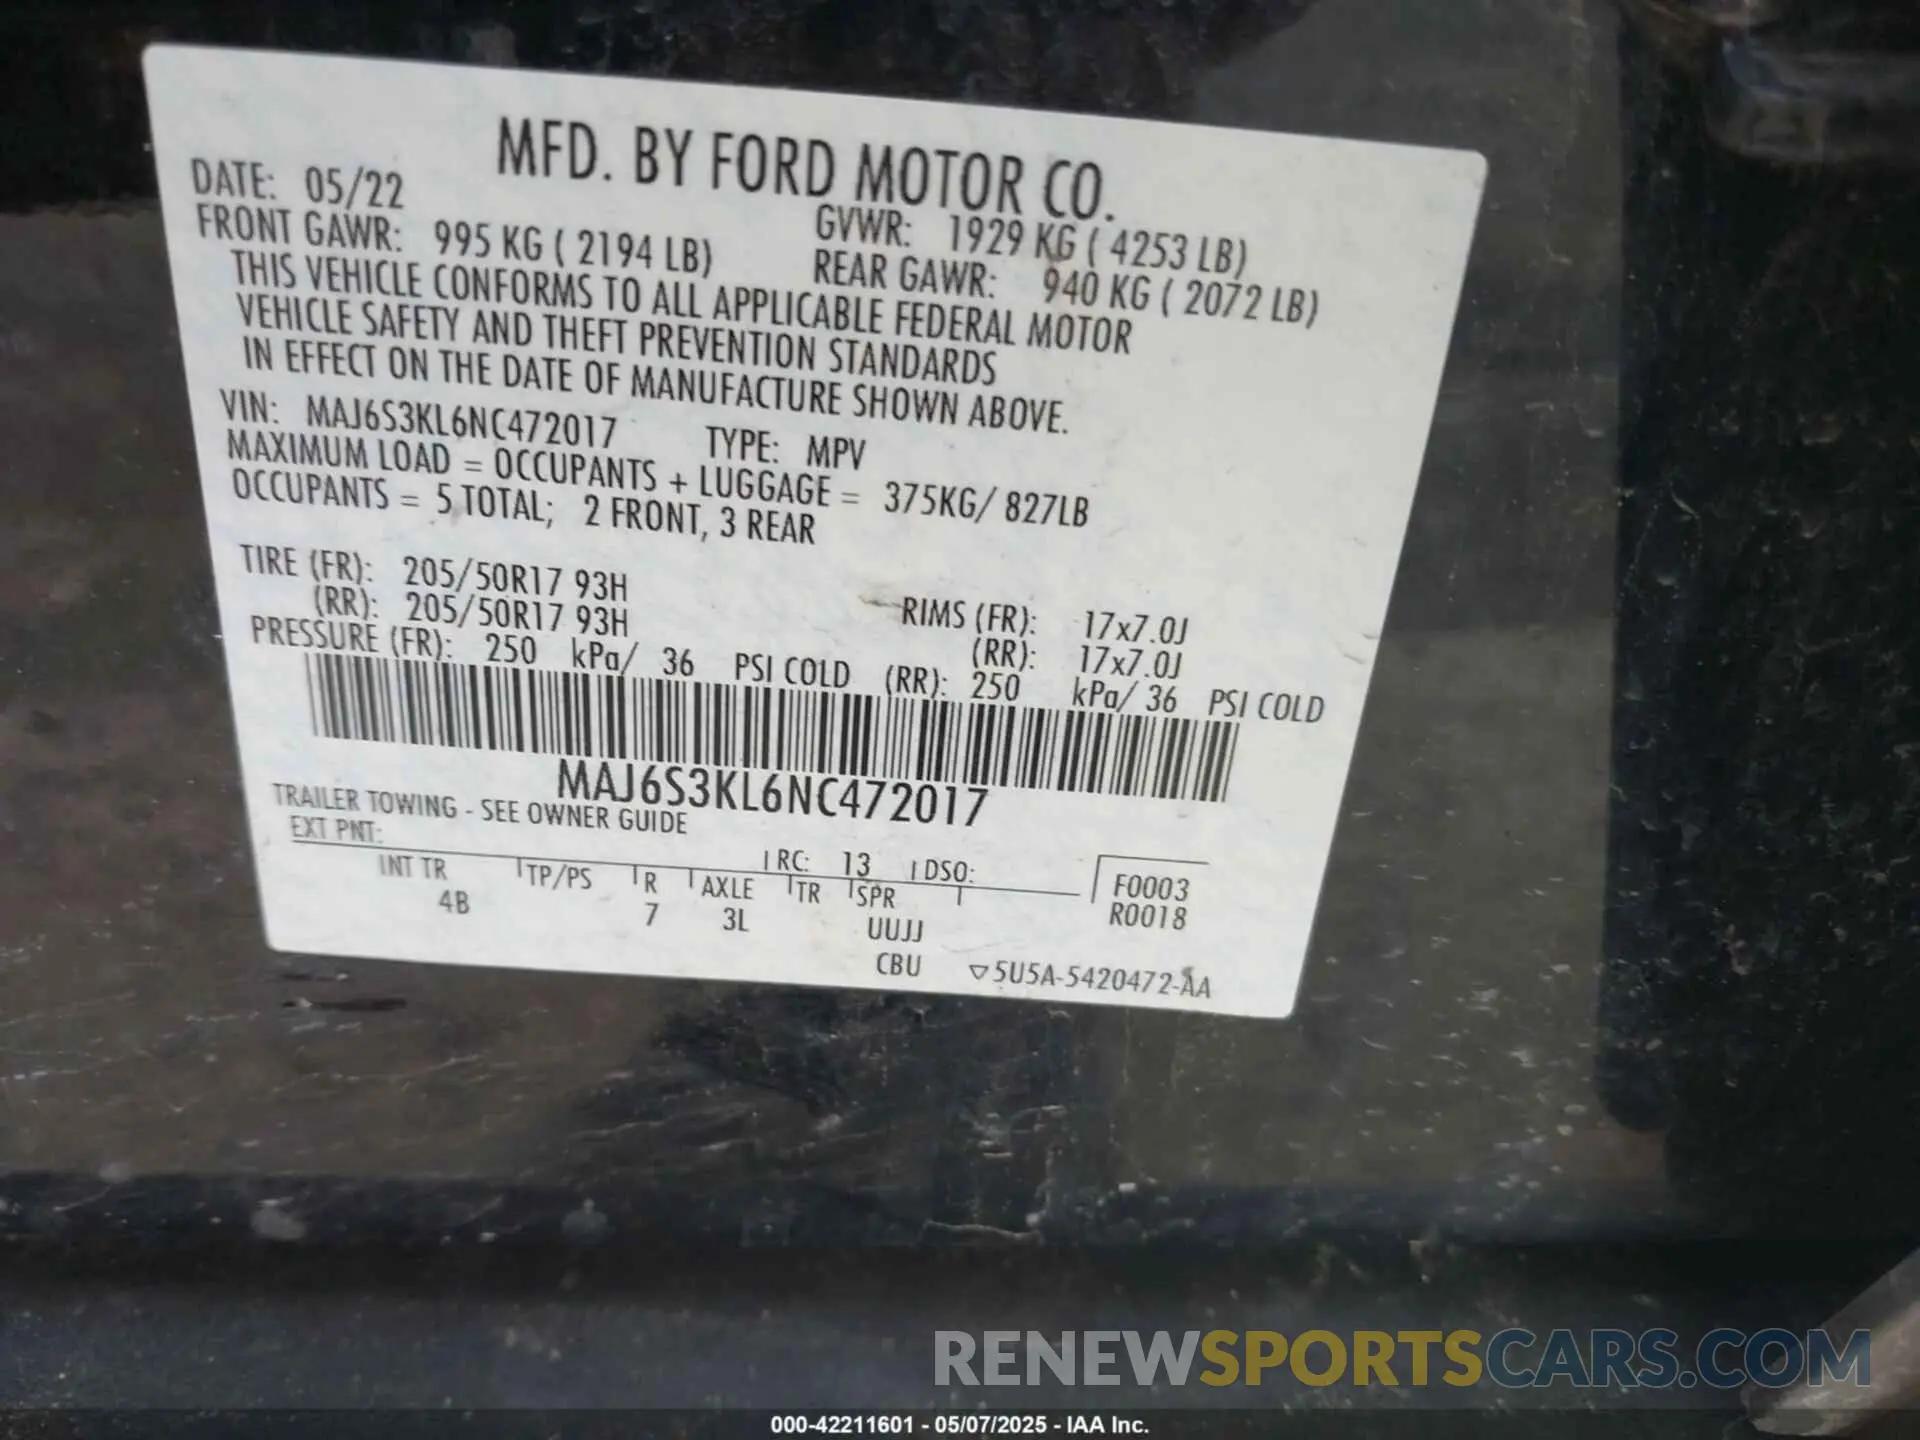 MFD. BY FORD MOTOR CO.
DATE: 05/22 GVWR: 1929 KG ( 4253 LB)
FRONT GAWR: 995 KG ( 2194 LB) REAR GAWR: 940 KG ( 2072 LB)
THIS VEHICLE CONFORMS TO ALL APPLICABLE FEDERAL MOTOR
VEHICLE SAFETY AND THEFT PREVENTION STANDARDS
IN EFFECT ON THE DATE OF MANUFACTURE SHOWN ABOVE.
VIN: MAJ6S3KL6NC472017 TYPE: MPV
MAXIMUM LOAD = OCCUPANTS + LUGGAGE = 375KG/ 827LB
OCCUPANTS = 5 TOTAL; 2 FRONT, 3 REAR
TIRE (FR): 205/50R17 93H RIMS (FR): 17x7.0J
(RR): 205/50R17 93H (RR): 17x7.0J
PRESSURE (FR): 250 kPa/ 36 PSI COLD (RR): 250 kPa/ 36 PSI COLD
MAJ6S3KL6NC472017
TRAILER TOWING - SEE OWNER GUIDE
EXT PNT: RC: 13 DSO:
INT TR TP/PS R AXLE TR SPR F0003
4B 7 3L UUJJ R0018
CBU 5U5A-5420472-AA
RENEWSPORTSCARS.COM
000-42211601 - 05/07/2025 - IAA Inc.